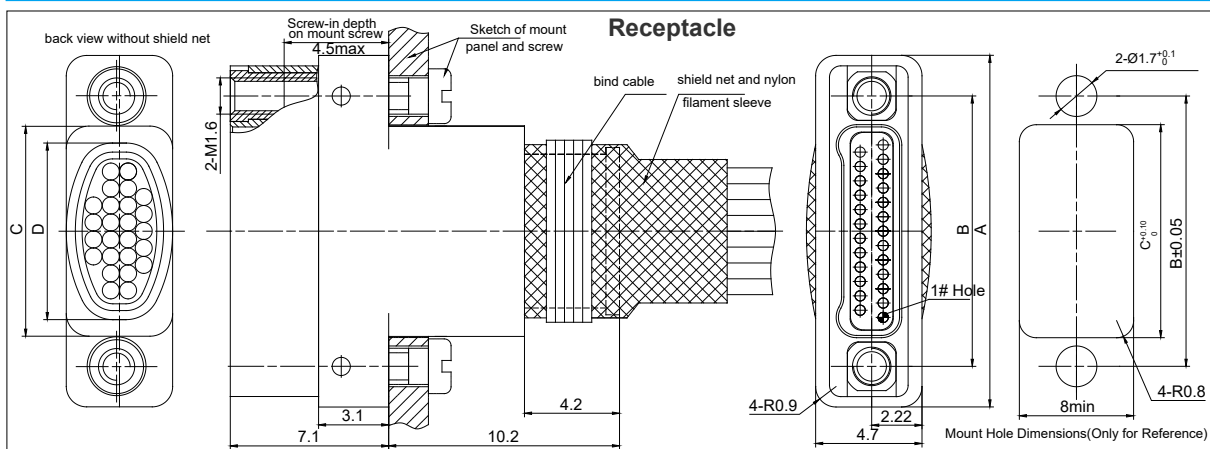 Receptacle
back view without shield net
Screw-in depth
on mount screw
4.5max
Sketch of mount
panel and screw
bind cable
shield net and nylon
filament sleeve
2-M1.6
C
D
3.1
7.1
10.2
4.2
B
A
1# Hole
4-R0.9
2.22
4.7
2-Ø1.7+0.1 0
C+0.10 0
B±0.05
4-R0.8
8min
Mount Hole Dimensions(Only for Reference)